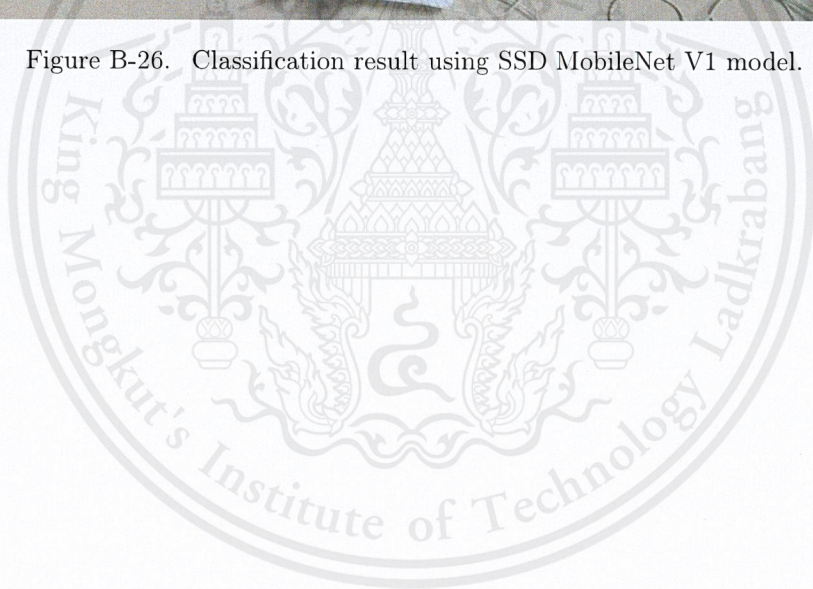 Figure B-26. Classification result using SSD MobileNet V1 model.
King Mongkut's Institute of Technology Ladkrabang